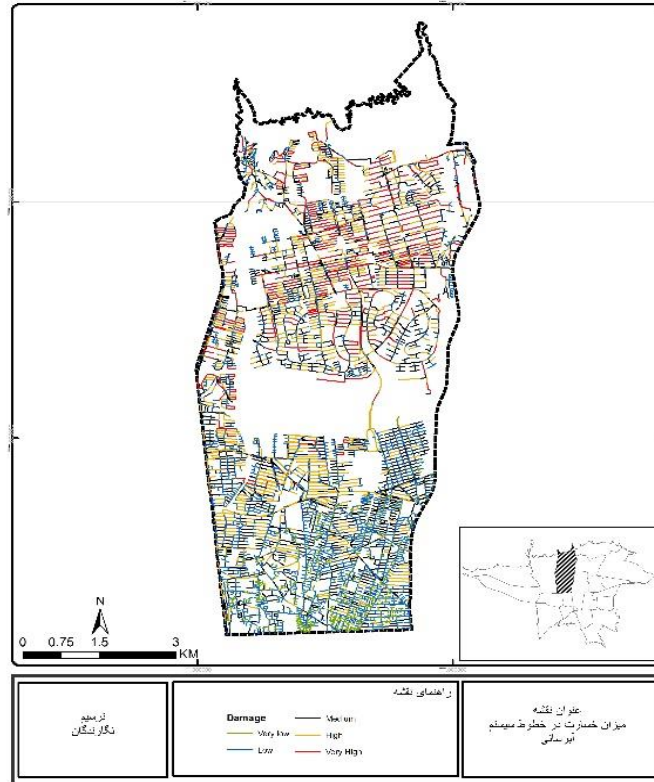 N
0 0.75 1.5 3
KM
راهنمای نقشه
Damage
Very low
Low
Medium
High
Very High
عنوان نقشه
میزان خسارت در خطوط سیستم
آبرسانی
ترسیم
نگارندگان